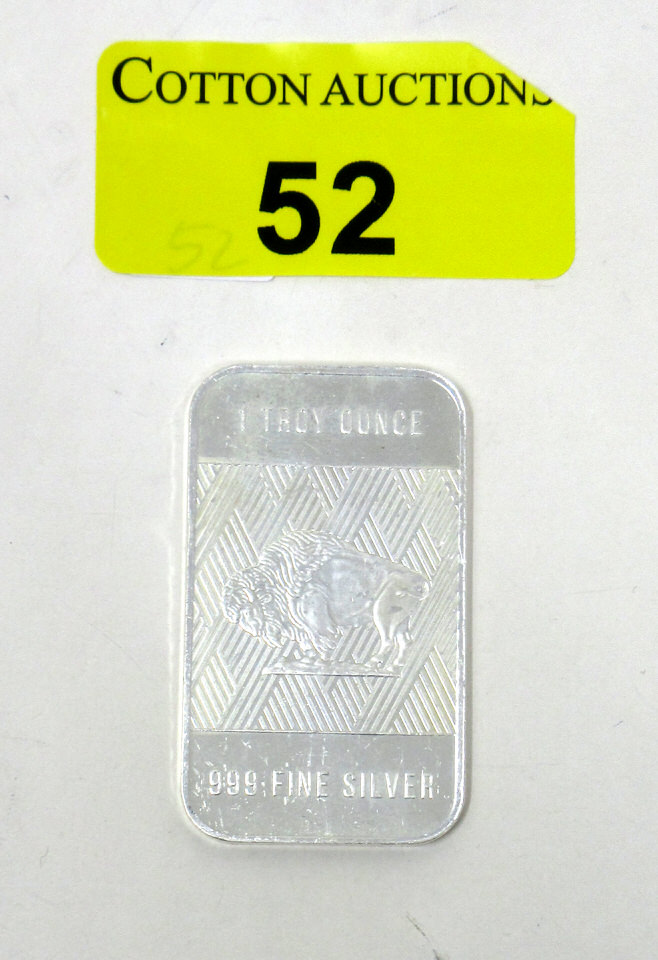 COTTON AUCTIONS
52
52
1 TROY OUNCE
999 FINE SILVER